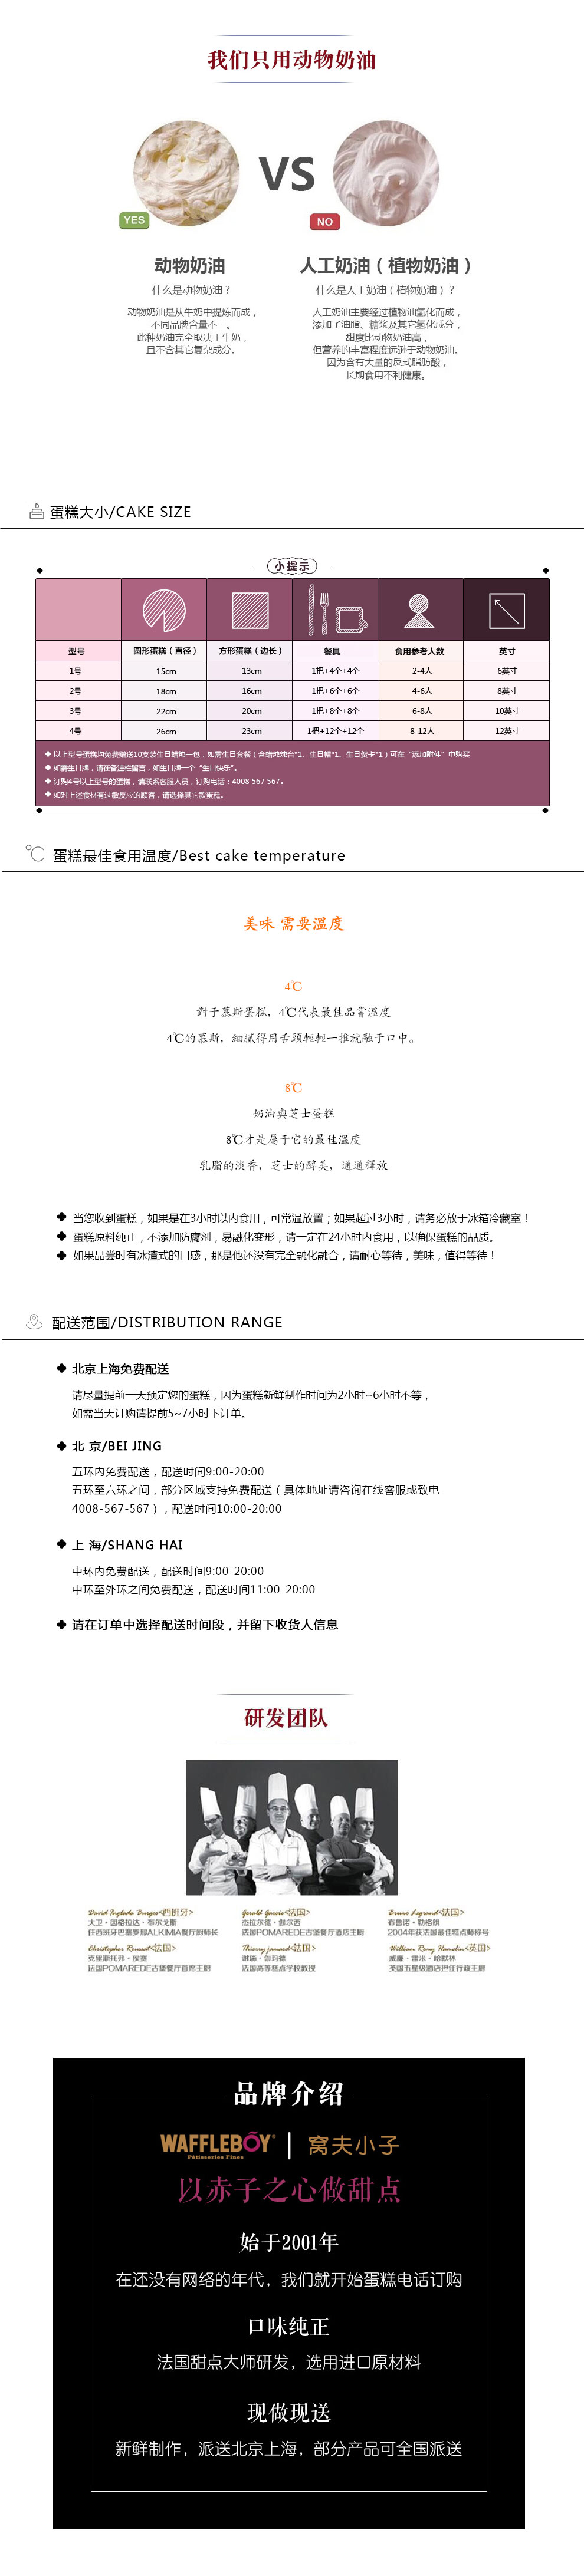 我们只用动物奶油
VS
YES
NO
动物奶油
什么是动物奶油？
动物奶油是从牛奶中提炼而成，
不同品牌含量不一。
此种奶油完全取决于牛奶，
且不含其它复杂成分。
人工奶油（植物奶油）
什么是人工奶油（植物奶油）？
人工奶油主要经过植物油氢化而成，
添加了油脂、糖浆及其它氢化成分，
甜度比动物奶油高，
但营养的丰富程度远逊于动物奶油。
因为含有大量的反式脂肪酸，
长期食用不利健康。
蛋糕大小/CAKE SIZE
小提示
型号 圆形蛋糕（直径） 方形蛋糕（边长） 餐具 食用参考人数 英寸
1号 15cm 13cm 1把+4个+4个 2-4人 6英寸
2号 18cm 16cm 1把+6个+6个 4-6人 8英寸
3号 22cm 20cm 1把+8个+8个 6-8人 10英寸
4号 26cm 23cm 1把+12个+12个 8-12人 12英寸
以上型号蛋糕均免费赠送10支装生日蜡烛一包，如需生日套餐（含蜡烛烛台*1、生日帽*1、生日贺卡*1）可在“添加附件”中购买
如需生日牌，请在备注栏留言，如生日牌一个“生日快乐”。
订购4号以上型号的蛋糕，请联系客服人员，订购电话：4008 567 567。
如对上述食材有过敏反应的顾客，请选择其它款蛋糕。
℃ 蛋糕最佳食用温度/Best cake temperature
美味 需要温度
4℃
對于慕斯蛋糕，4℃代表最佳品嘗温度
4℃的慕斯，細膩得用舌頭輕輕一推就融于口中。
8℃
奶油與芝士蛋糕
8℃才是屬于它的最佳温度
乳脂的淡香，芝士的醇美，通通釋放
当您收到蛋糕，如果是在3小时以内食用，可常温放置；如果超过3小时，请务必放于冰箱冷藏室！
蛋糕原料纯正，不添加防腐剂，易融化变形，请一定在24小时内食用，以确保蛋糕的品质。
如果品尝时有冰渣式的口感，那是他还没有完全融化融合，请耐心等待，美味，值得等待！
配送范围/DISTRIBUTION RANGE
北京上海免费配送
请尽量提前一天预定您的蛋糕，因为蛋糕新鲜制作时间为2小时~6小时不等，
如需当天订购请提前5~7小时下订单。
北 京/BEI JING
五环内免费配送，配送时间9:00-20:00
五环至六环之间，部分区域支持免费配送（具体地址请咨询在线客服或致电
4008-567-567），配送时间10:00-20:00
上 海/SHANG HAI
中环内免费配送，配送时间9:00-20:00
中环至外环之间免费配送，配送时间11:00-20:00
请在订单中选择配送时间段，并留下收货人信息
研发团队
David Inglada Burgos<西班牙>
大卫·因格拉达·布尔戈斯
任西班牙巴塞罗那ALKIMIA餐厅厨师长
Gerald Garcis<法国>
杰拉尔德·伽尔西
法国POMAREDE古堡餐厅酒店主厨
Bruno Legrand<法国>
布鲁诺·勒格朗
2004年获法国最佳糕点师称号
Christopher Roussat<法国>
克里斯托弗·侯赛
法国POMAREDE古堡餐厅首席主厨
Thierry jamard<法国>
谢瑞·伽玛德
法国高等糕点学校教授
William Remy Hamelin<英国>
威廉·雷米·哈默林
英国五星级酒店担任行政主厨
品牌介绍
WAFFLEBOY 窝夫小子
Pâtisseries Fines
以赤子之心做甜点
始于2001年
在还没有网络的年代，我们就开始蛋糕电话订购
口味纯正
法国甜点大师研发，选用进口原材料
现做现送
新鲜制作，派送北京上海，部分产品可全国派送